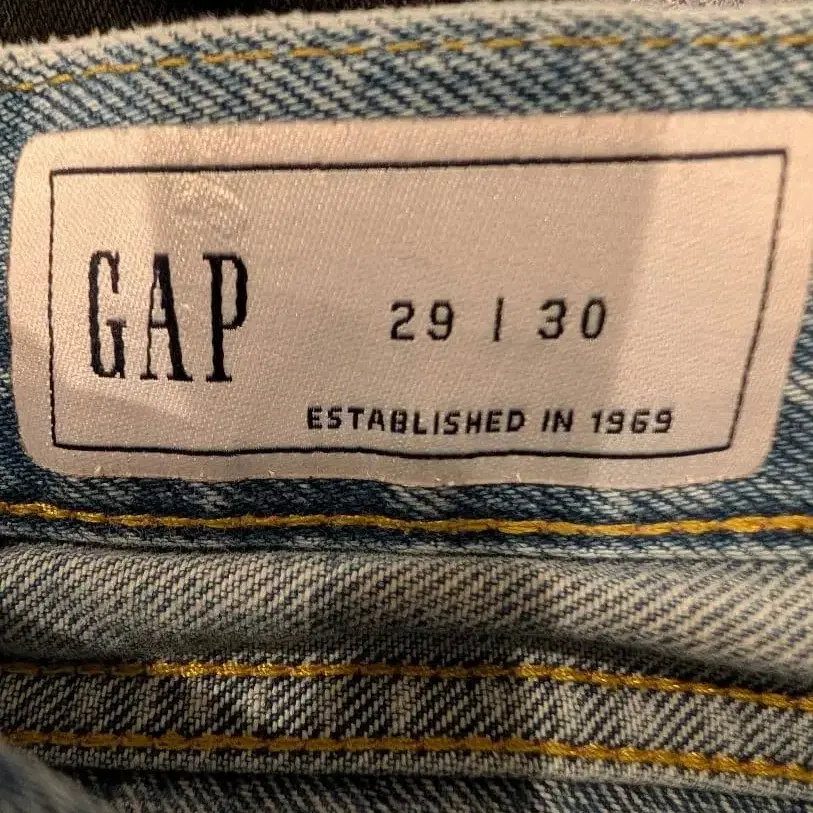 GAP
29 | 30
ESTABLISHED IN 1969